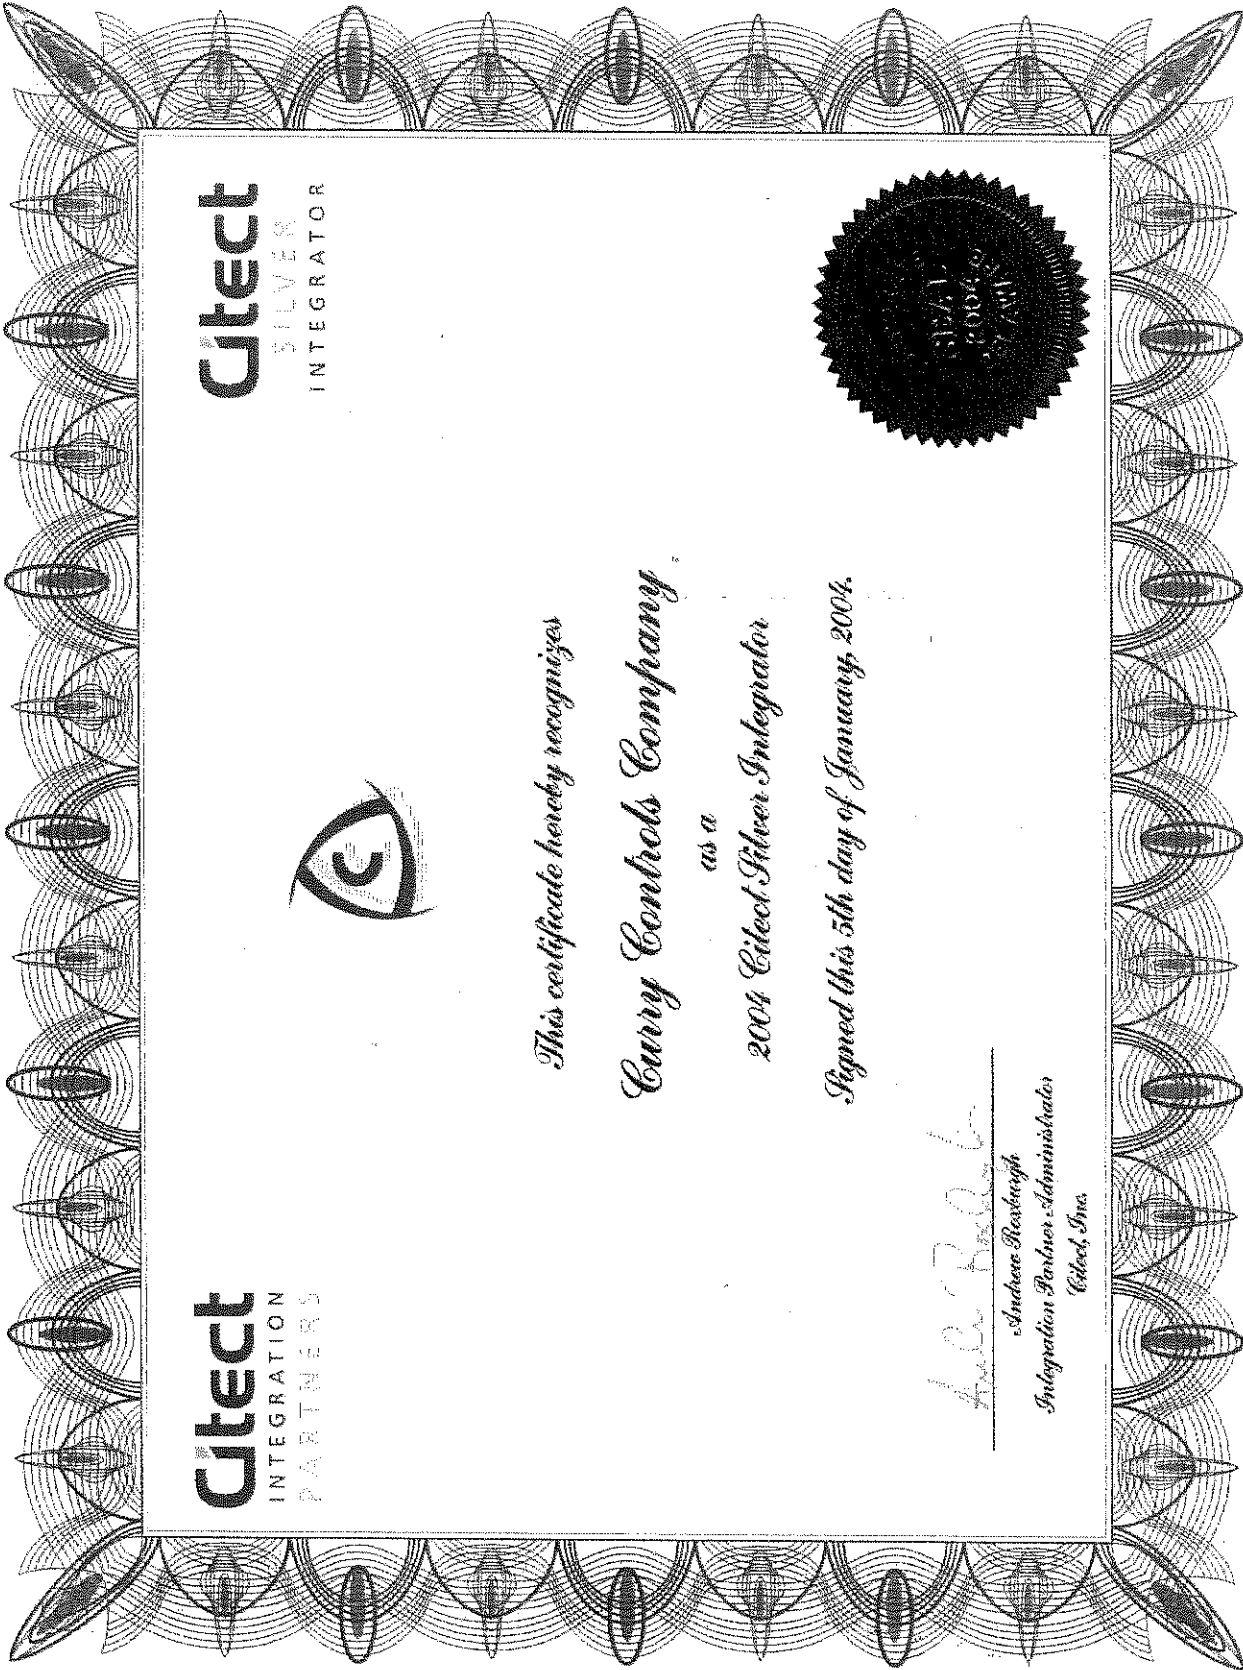 Citect
INTEGRATION
PARTNERS
Citect
SILVER
INTEGRATOR
This certificate hereby recognizes
Curry Controls Company
as a
2004 Citect Silver Integrator
Signed this 5th day of January, 2004.
Andrew Roxburgh
Integration Partner Administrator
Citect, Inc.
SEAL